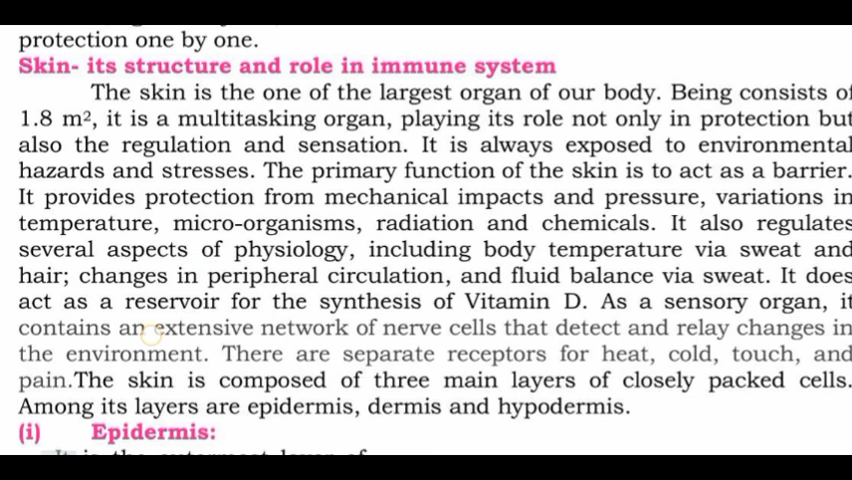 protection one by one.
Skin- its structure and role in immune system
The skin is the one of the largest organ of our body. Being consists of
1.8 m², it is a multitasking organ, playing its role not only in protection but
also the regulation and sensation. It is always exposed to environmental
hazards and stresses. The primary function of the skin is to act as a barrier.
It provides protection from mechanical impacts and pressure, variations in
temperature, micro-organisms, radiation and chemicals. It also regulates
several aspects of physiology, including body temperature via sweat and
hair; changes in peripheral circulation, and fluid balance via sweat. It does
act as a reservoir for the synthesis of Vitamin D. As a sensory organ, it
contains an extensive network of nerve cells that detect and relay changes in
the environment. There are separate receptors for heat, cold, touch, and
pain.The skin is composed of three main layers of closely packed cells.
Among its layers are epidermis, dermis and hypodermis.
(i) Epidermis:
It is the outermost layer of